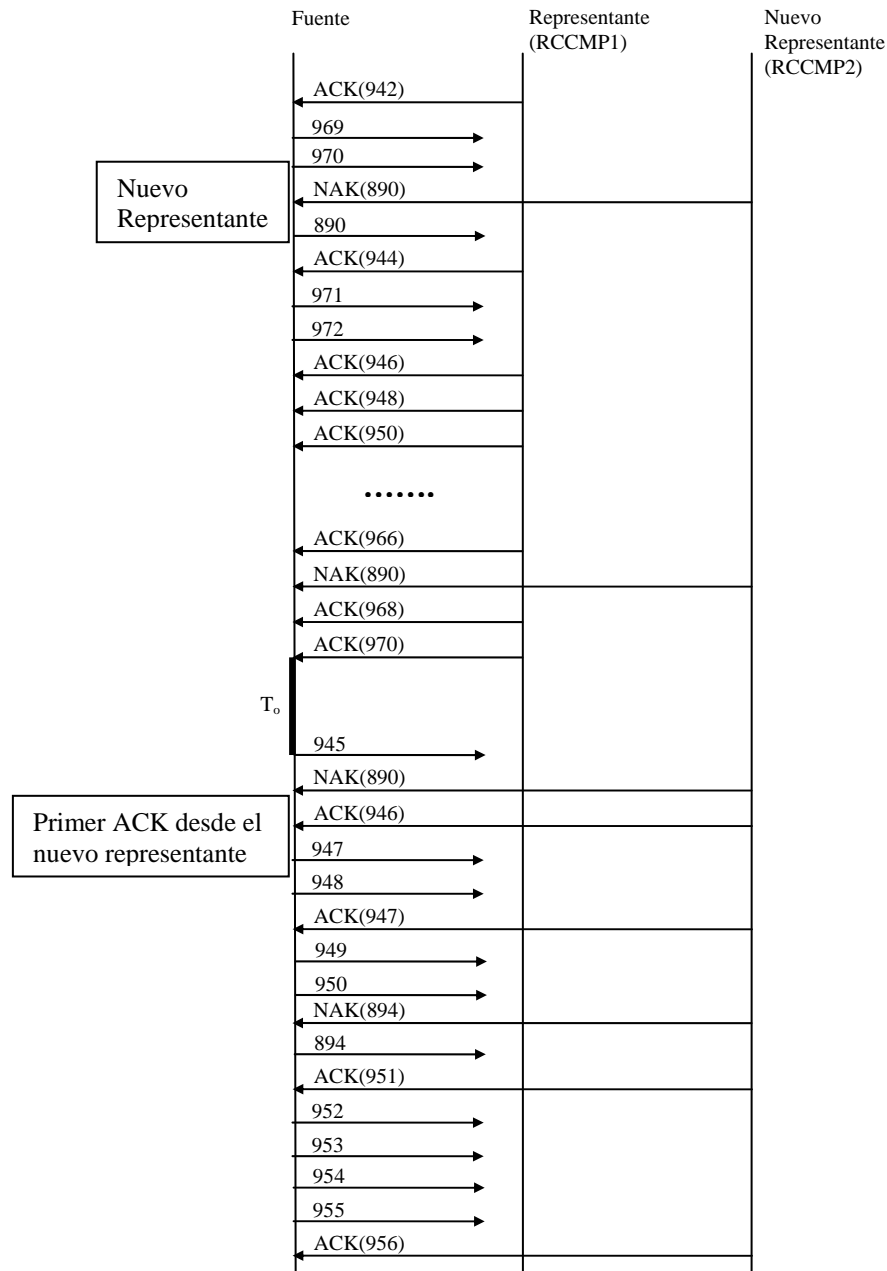 Fuente
Representante
(RCCMP1)
Nuevo
Representante
(RCCMP2)
ACK(942)
969
970
Nuevo
Representante
NAK(890)
890
ACK(944)
971
972
ACK(946)
ACK(948)
ACK(950)
.......
ACK(966)
NAK(890)
ACK(968)
ACK(970)
To
945
NAK(890)
Primer ACK desde el
nuevo representante
ACK(946)
947
948
ACK(947)
949
950
NAK(894)
894
ACK(951)
952
953
954
955
ACK(956)